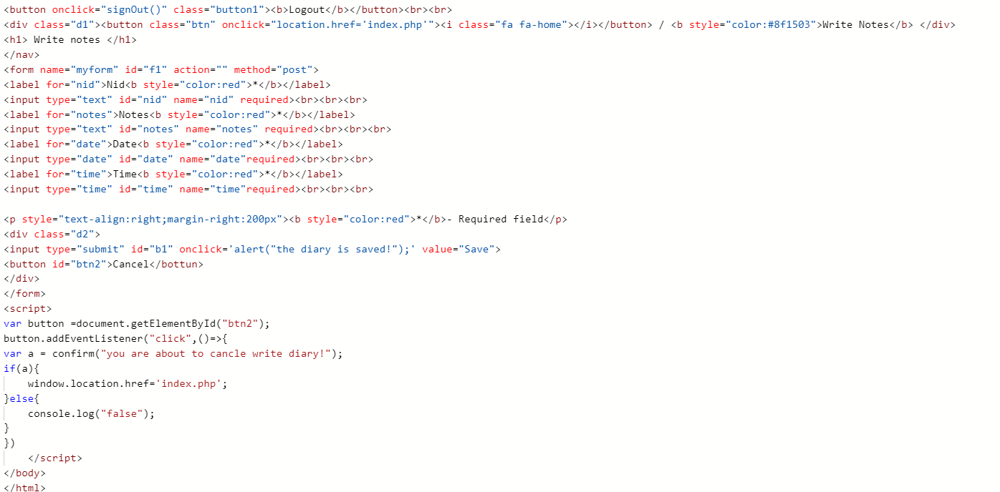 <button onclick="signOut()" class="button1"><b>Logout</b></button><br><br>
<div class="d1"><button class="btn" onclick="location.href='index.php'"><i class="fa fa-home"></i></button> / <b style="color:#8f1503">Write Notes</b> </div>
<h1> Write notes </h1>
</nav>
<form name="myform" id="f1" action="" method="post">
<label for="nid">Nid<b style="color:red">*</b></label>
<input type="text" id="nid" name="nid" required><br><br><br>
<label for="notes">Notes<b style="color:red">*</b></label>
<input type="text" id="notes" name="notes" required><br><br><br>
<label for="date">Date<b style="color:red">*</b></label>
<input type="date" id="date" name="date"required><br><br><br>
<label for="time">Time<b style="color:red">*</b></label>
<input type="time" id="time" name="time"required><br><br><br>

<p style="text-align:right;margin-right:200px"><b style="color:red">*</b>- Required field</p>
<div class="d2">
<input type="submit" id="b1" onclick='alert("the diary is saved!");' value="Save">
<button id="btn2">Cancel</bottun>
</div>
</form>
<script>
var button =document.getElementById("btn2");
button.addEventListener("click",()=>{
var a = confirm("you are about to cancle write diary!");
if(a){
    window.location.href='index.php';
}else{
    console.log("false");
}
})
    </script>
</body>
</html>